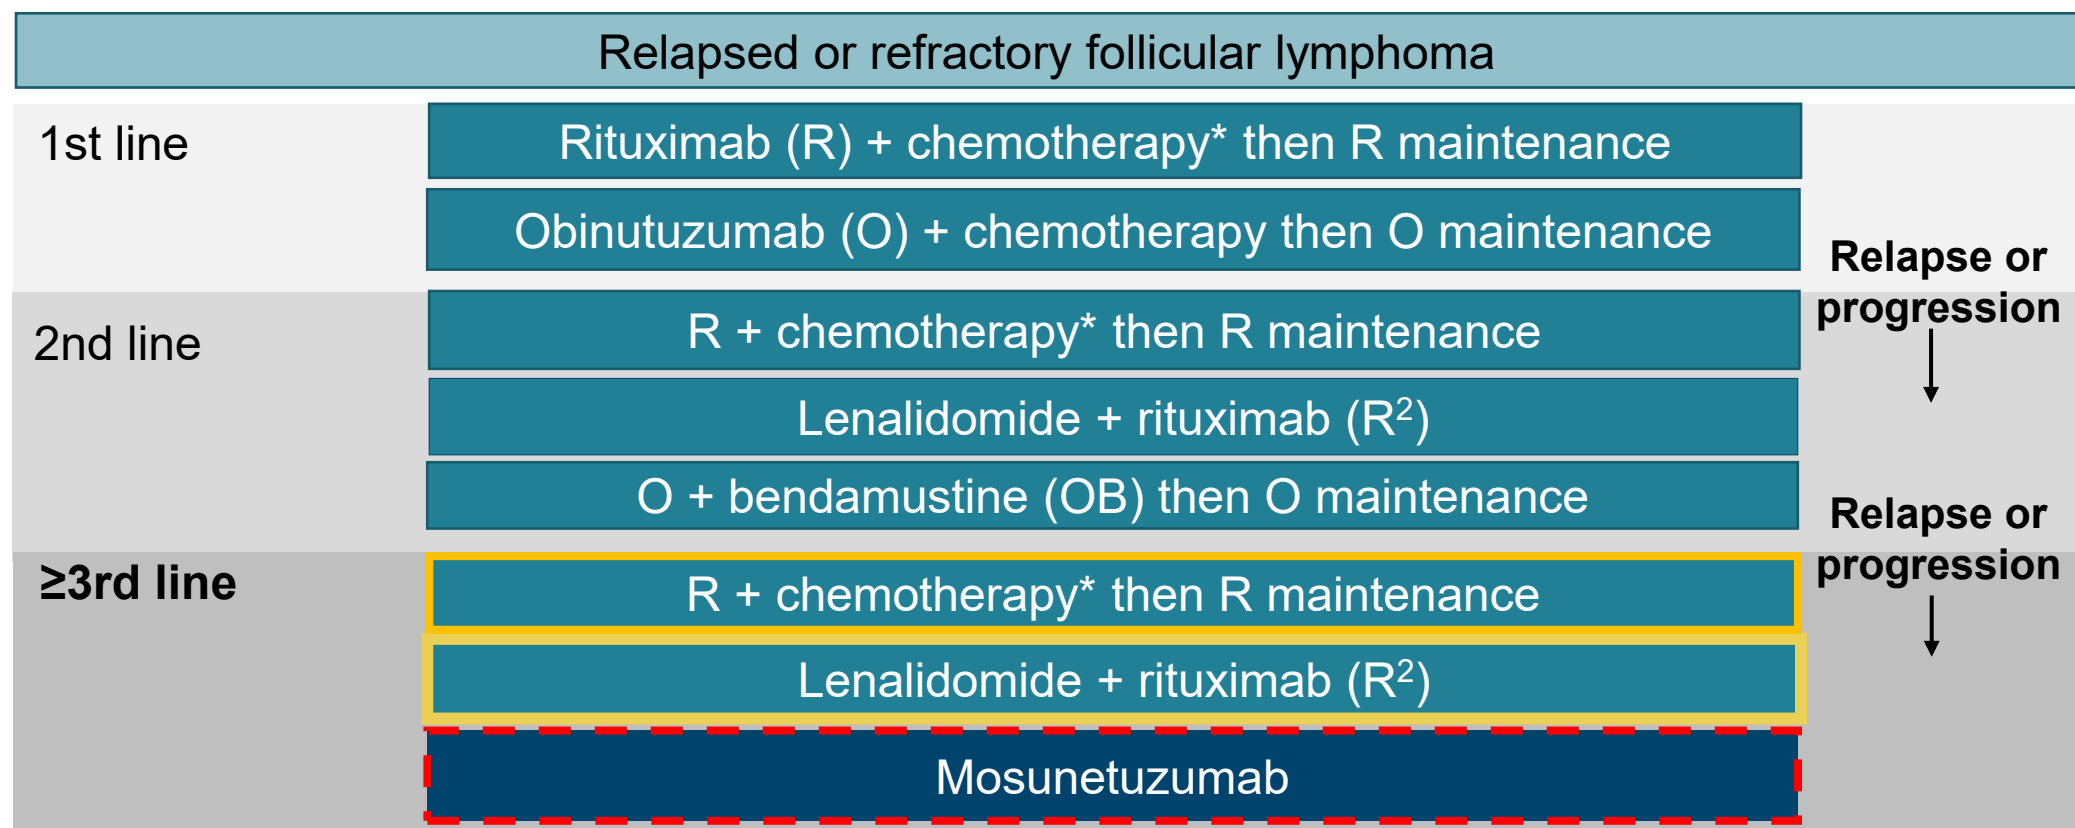 Relapsed or refractory follicular lymphoma
1st line
Rituximab (R) + chemotherapy* then R maintenance
Obinutuzumab (O) + chemotherapy then O maintenance
Relapse or
progression
2nd line
R + chemotherapy* then R maintenance
Lenalidomide + rituximab (R²)
O + bendamustine (OB) then O maintenance
Relapse or
progression
≥3rd line
R + chemotherapy* then R maintenance
Lenalidomide + rituximab (R²)
Mosunetuzumab